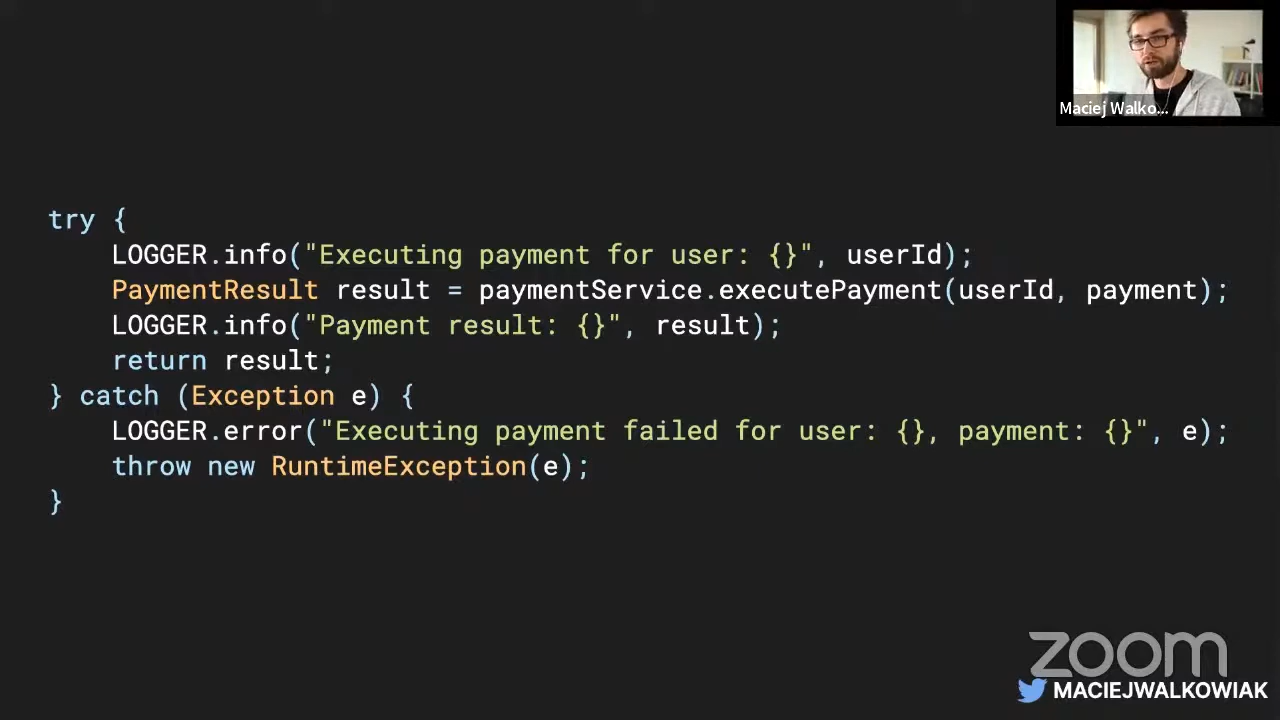 Maciej Walko...
try {
    LOGGER.info("Executing payment for user: {}", userId);
    PaymentResult result = paymentService.executePayment(userId, payment);
    LOGGER.info("Payment result: {}", result);
    return result;
} catch (Exception e) {
    LOGGER.error("Executing payment failed for user: {}, payment: {}", e);
    throw new RuntimeException(e);
}
zoom
MACIEJWALKOWIAK